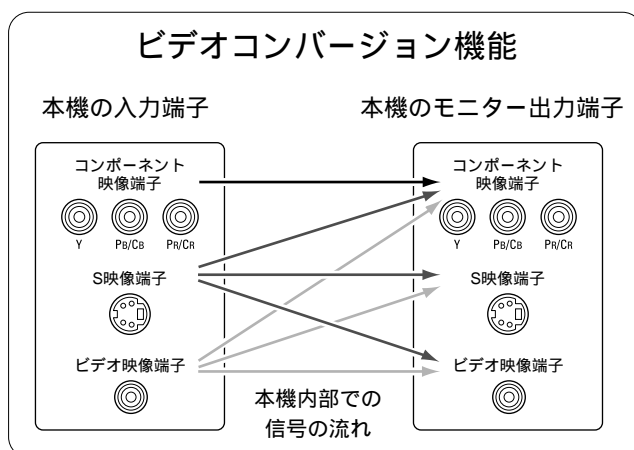 ビデオコンバージョン機能
本機の入力端子
本機のモニター出力端子
コンポーネント
映像端子
Y
PB/CB
PR/CR
S映像端子
ビデオ映像端子
コンポーネント
映像端子
Y
PB/CB
PR/CR
S映像端子
ビデオ映像端子
本機内部での
信号の流れ